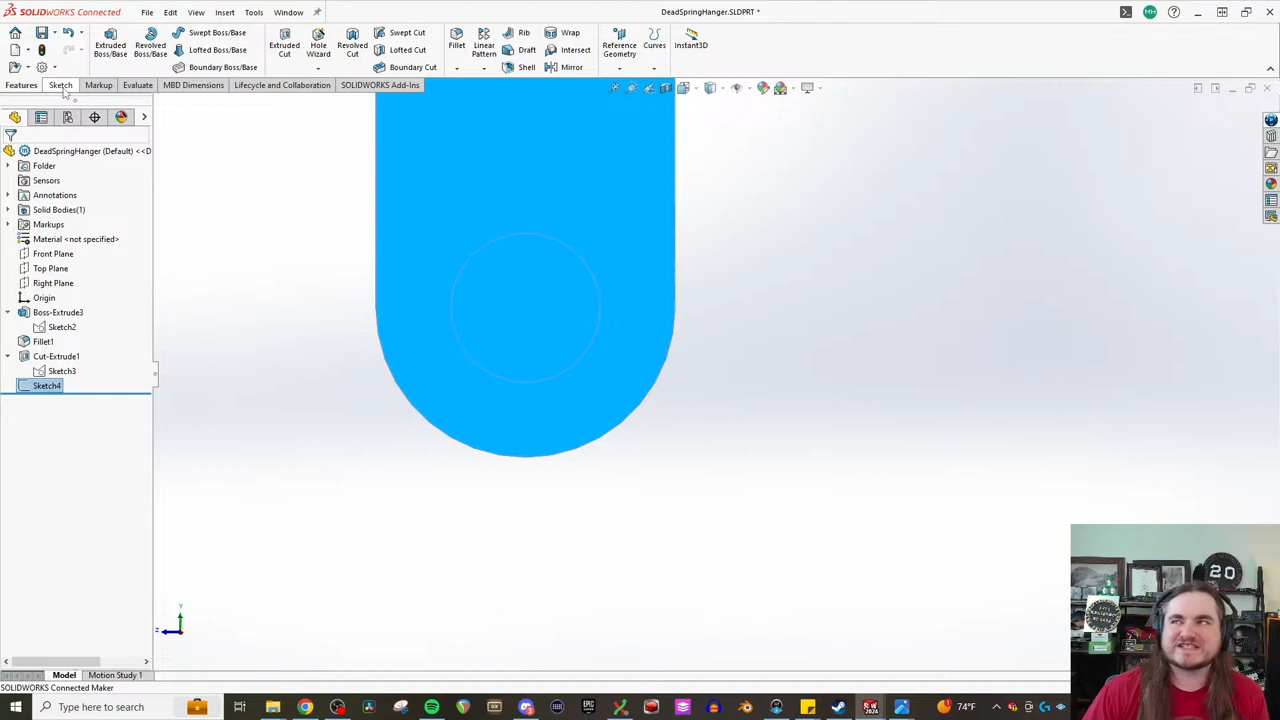 SOLIDWORKS Connected
File Edit View Insert Tools Window
DeadSpringHanger.SLDPRT *
MH
Extruded Boss/Base
Revolved Boss/Base
Swept Boss/Base
Lofted Boss/Base
Boundary Boss/Base
Extruded Cut
Hole Wizard
Revolved Cut
Swept Cut
Lofted Cut
Boundary Cut
Fillet
Linear Pattern
Rib
Draft
Shell
Wrap
Intersect
Mirror
Reference Geometry
Curves
Instant3D
Features Sketch Markup Evaluate MBD Dimensions Lifecycle and Collaboration SOLIDWORKS Add-Ins
DeadSpringHanger (Default) <<D
Folder
Sensors
Annotations
Solid Bodies(1)
Markups
Material <not specified>
Front Plane
Top Plane
Right Plane
Origin
Boss-Extrude3
Sketch2
Fillet1
Cut-Extrude1
Sketch3
Sketch4
Y
Z
20
Model Motion Study 1
SOLIDWORKS Connected Maker
Type here to search
74°F